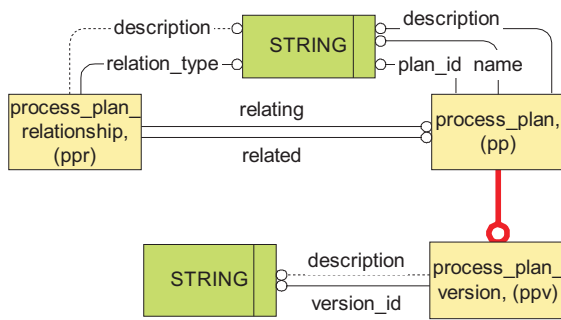 description
STRING
description
relation_type
plan_id name
process_plan_
relationship,
(ppr)
relating
related
process_plan,
(pp)
STRING
description
version_id
process_plan_
version, (ppv)